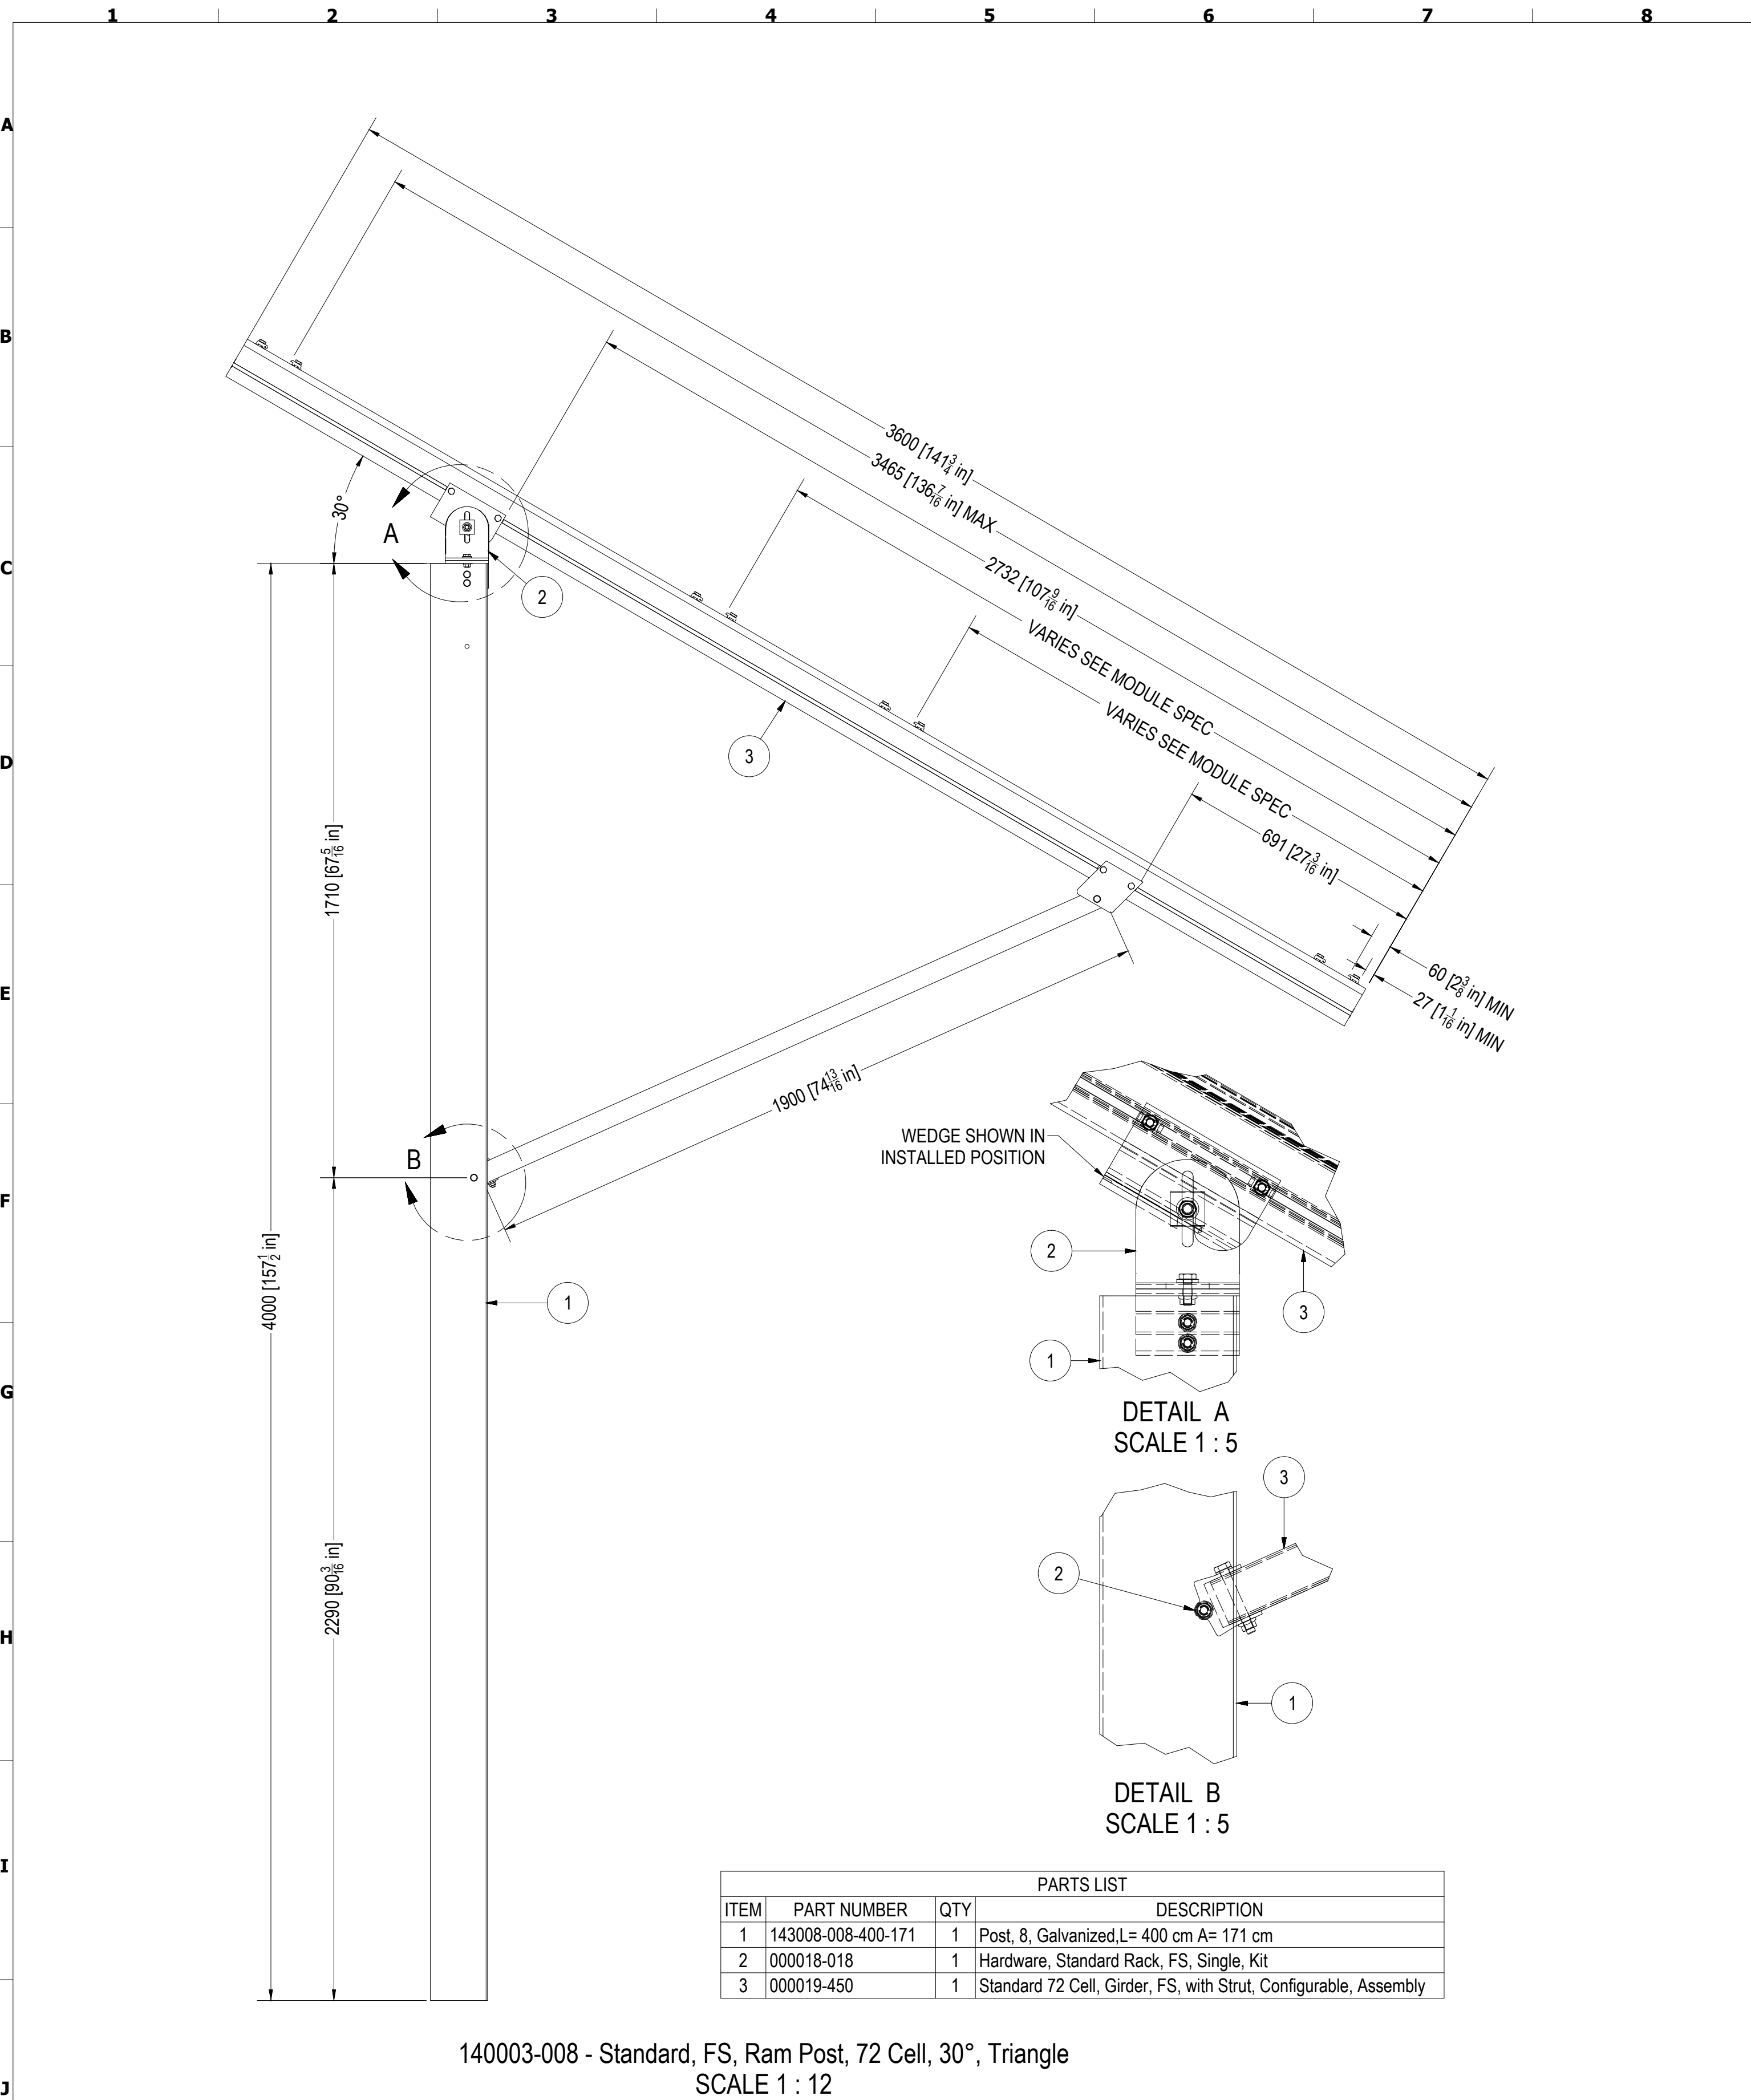 1 2 3 4 5 6 7 8
A
B
C
D
E
F
G
H
I
J
3600 [141 3/4 in]
3465 [136 7/16 in] MAX
2732 [107 9/16 in]
VARIES SEE MODULE SPEC
VARIES SEE MODULE SPEC
691 [27 3/16 in]
60 [2 3/8 in] MIN
27 [1 1/16 in] MIN
30°
A
2
3
1710 [67 5/16 in]
1900 [74 13/16 in]
B
4000 [157 1/2 in]
1
2290 [90 3/16 in]
WEDGE SHOWN IN
INSTALLED POSITION
2
3
1
DETAIL A
SCALE 1 : 5
3
2
1
DETAIL B
SCALE 1 : 5
PARTS LIST
ITEM PART NUMBER QTY DESCRIPTION
1 143008-008-400-171 1 Post, 8, Galvanized,L= 400 cm A= 171 cm
2 000018-018 1 Hardware, Standard Rack, FS, Single, Kit
3 000019-450 1 Standard 72 Cell, Girder, FS, with Strut, Configurable, Assembly
140003-008 - Standard, FS, Ram Post, 72 Cell, 30°, Triangle
SCALE 1 : 12